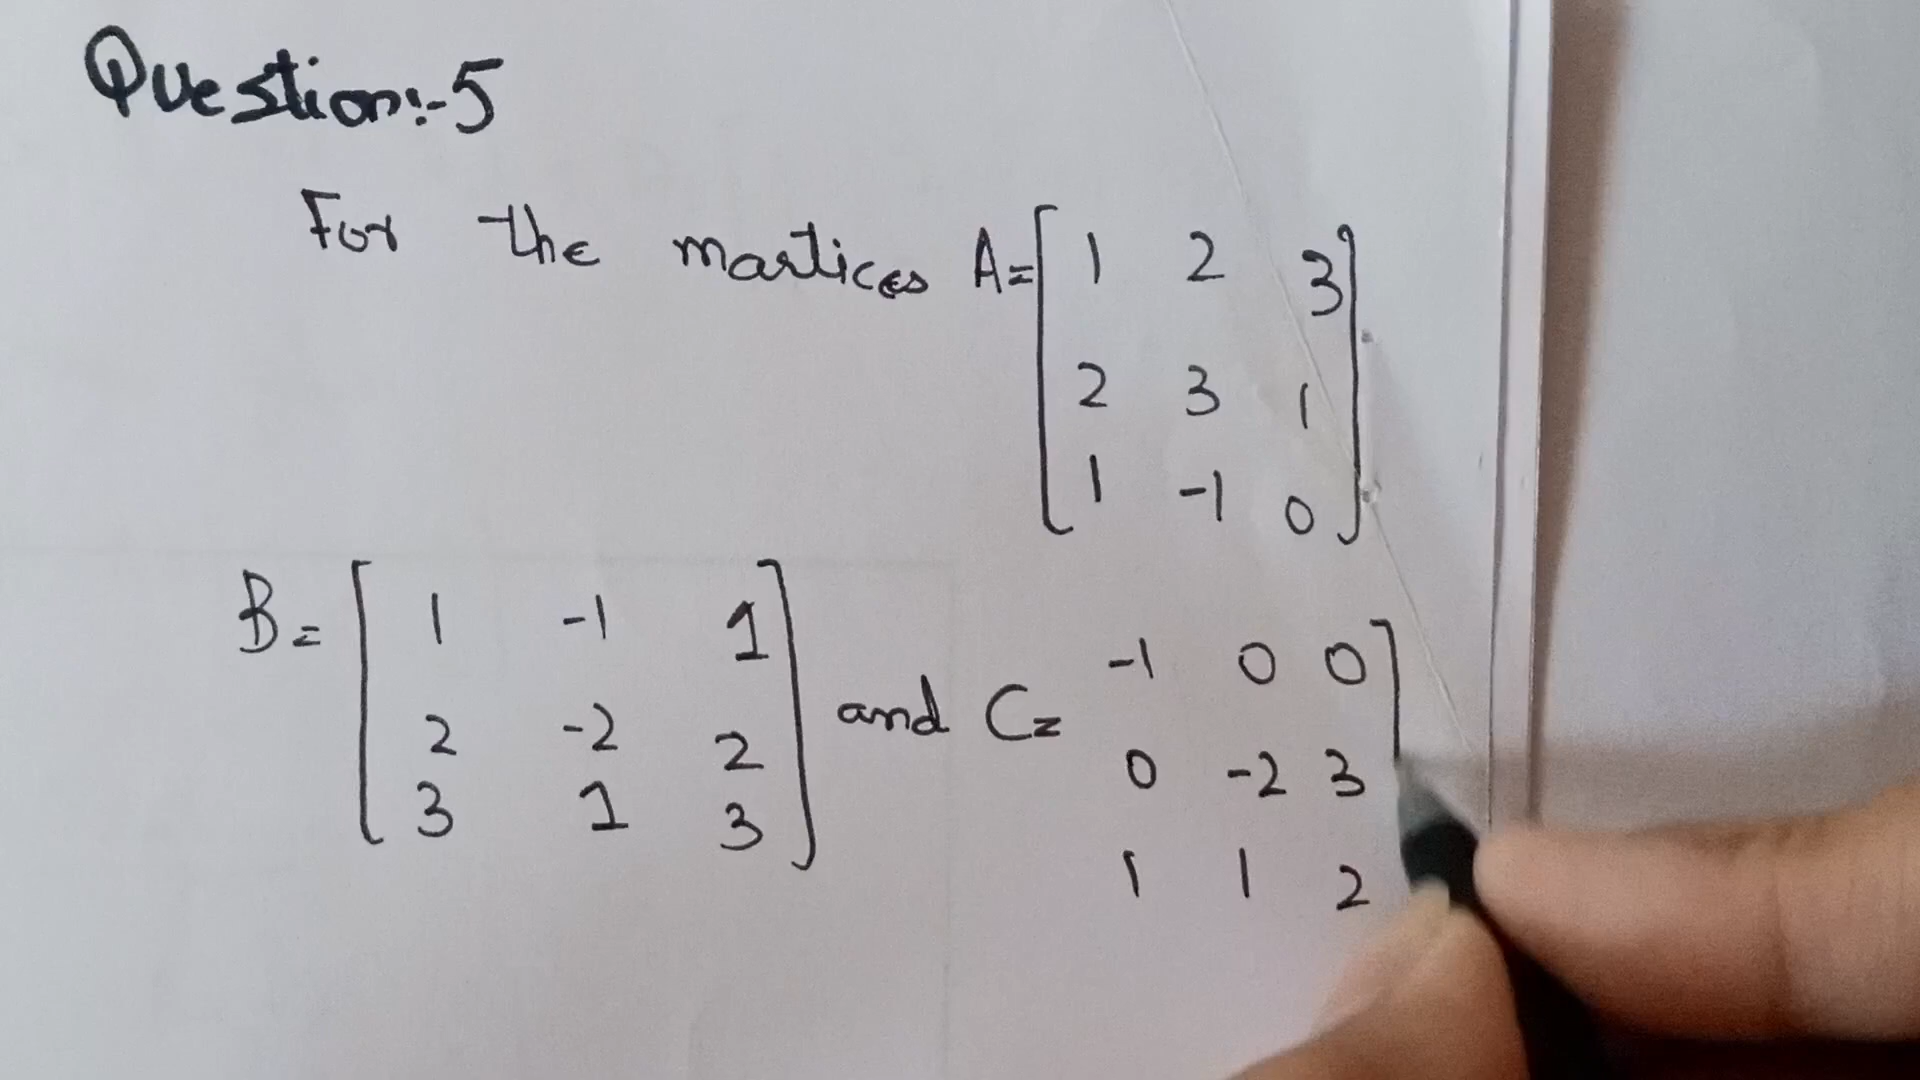 Question:-5
For the martices A=[1 2 3]
2 3 1
1 -1 0
B=[1 -1 1] and C= -1 0 0]
2 -2 2 0 -2 3
3 1 3 1 1 2